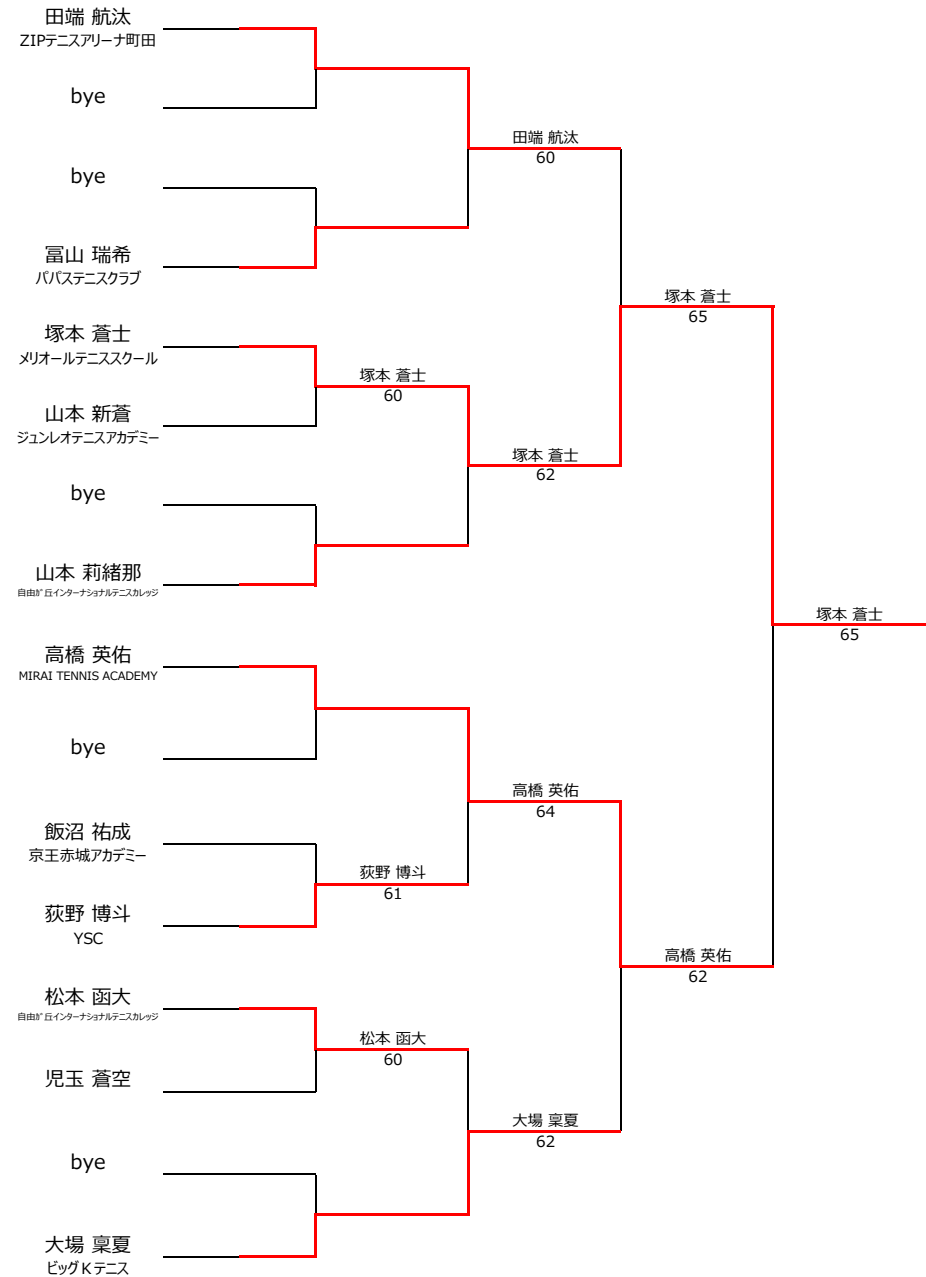 田端 航汰
ZIPテニスアリーナ町田
bye
田端 航汰
60
bye
冨山 瑞希
パパステニスクラブ
塚本 蒼士
65
塚本 蒼士
メリオールテニススクール
塚本 蒼士
60
山本 新蒼
ジュンレオテニスアカデミー
塚本 蒼士
62
bye
山本 莉緒那
自由ガ丘インターナショナルテニスカレッジ
塚本 蒼士
65
高橋 英佑
MIRAI TENNIS ACADEMY
bye
高橋 英佑
64
飯沼 祐成
京王赤城アカデミー
荻野 博斗
61
荻野 博斗
YSC
高橋 英佑
62
松本 函大
自由ガ丘インターナショナルテニスカレッジ
松本 函大
60
児玉 蒼空
大場 稟夏
62
bye
大場 稟夏
ビッグKテニス